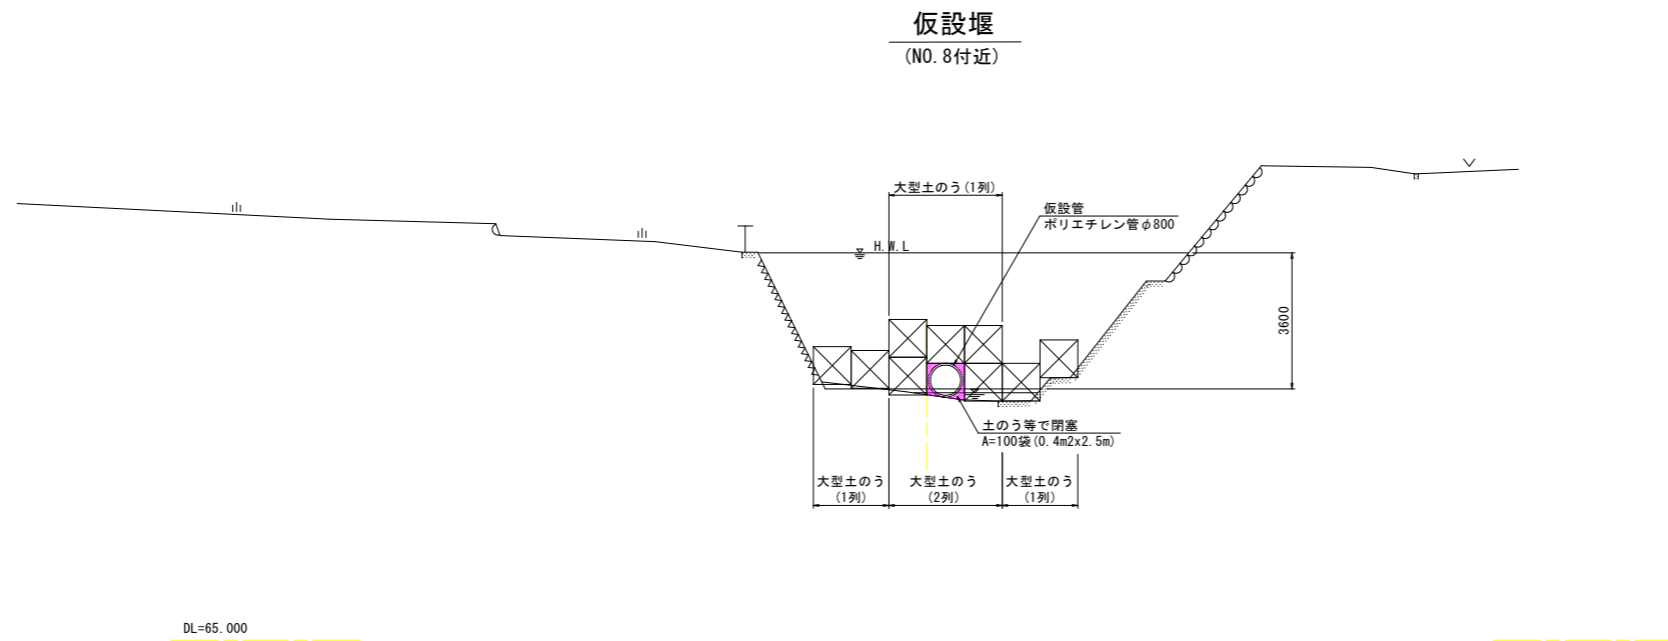 仮設堰
(NO.8付近)
大型土のう(1列)
仮設管
ポリエチレン管φ800
H.W.L
3600
土のう等で閉塞
A=100袋(0.4m2x2.5m)
大型土のう
(1列)
大型土のう
(2列)
大型土のう
(1列)
DL=65.000